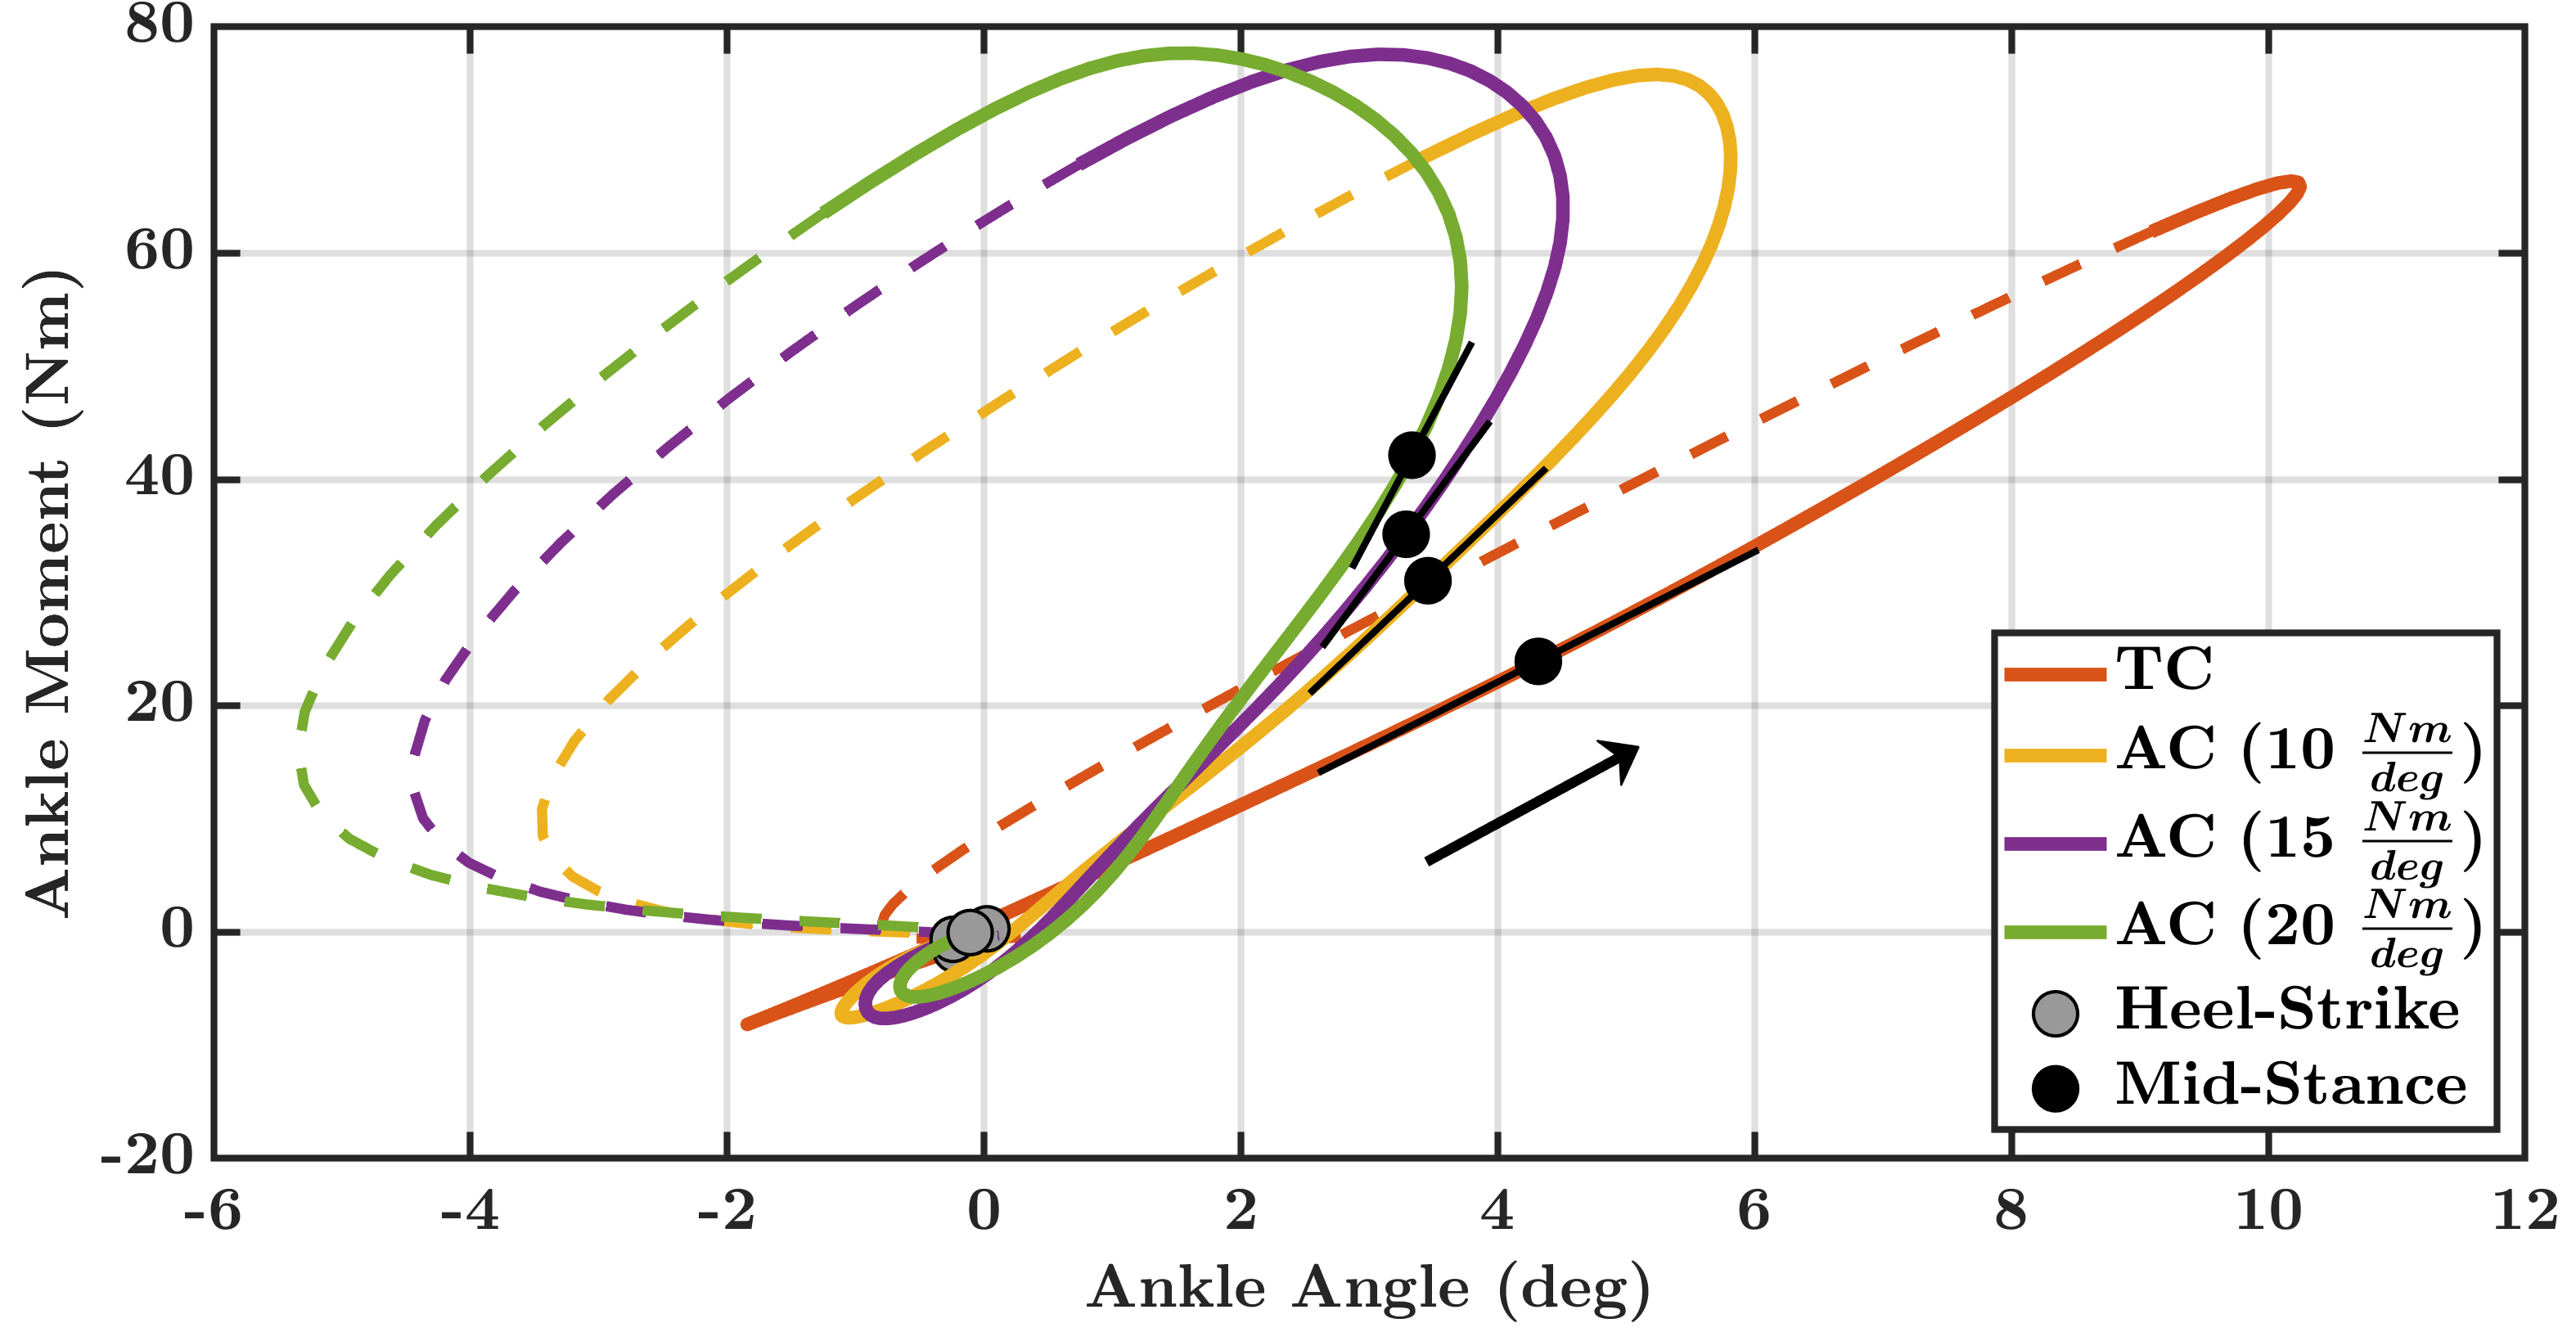 80
60
40
20
0
-20
Ankle Moment (Nm)
-6 -4 -2 0 2 4 6 8 10 12
Ankle Angle (deg)
TC
AC (10 Nm/deg)
AC (15 Nm/deg)
AC (20 Nm/deg)
Heel-Strike
Mid-Stance